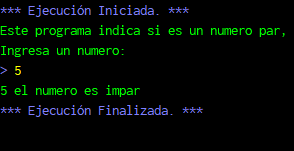 *** Ejecución Iniciada. ***
Este programa indica si es un numero par,
Ingresa un numero:
> 5
5 el numero es impar
*** Ejecución Finalizada. ***